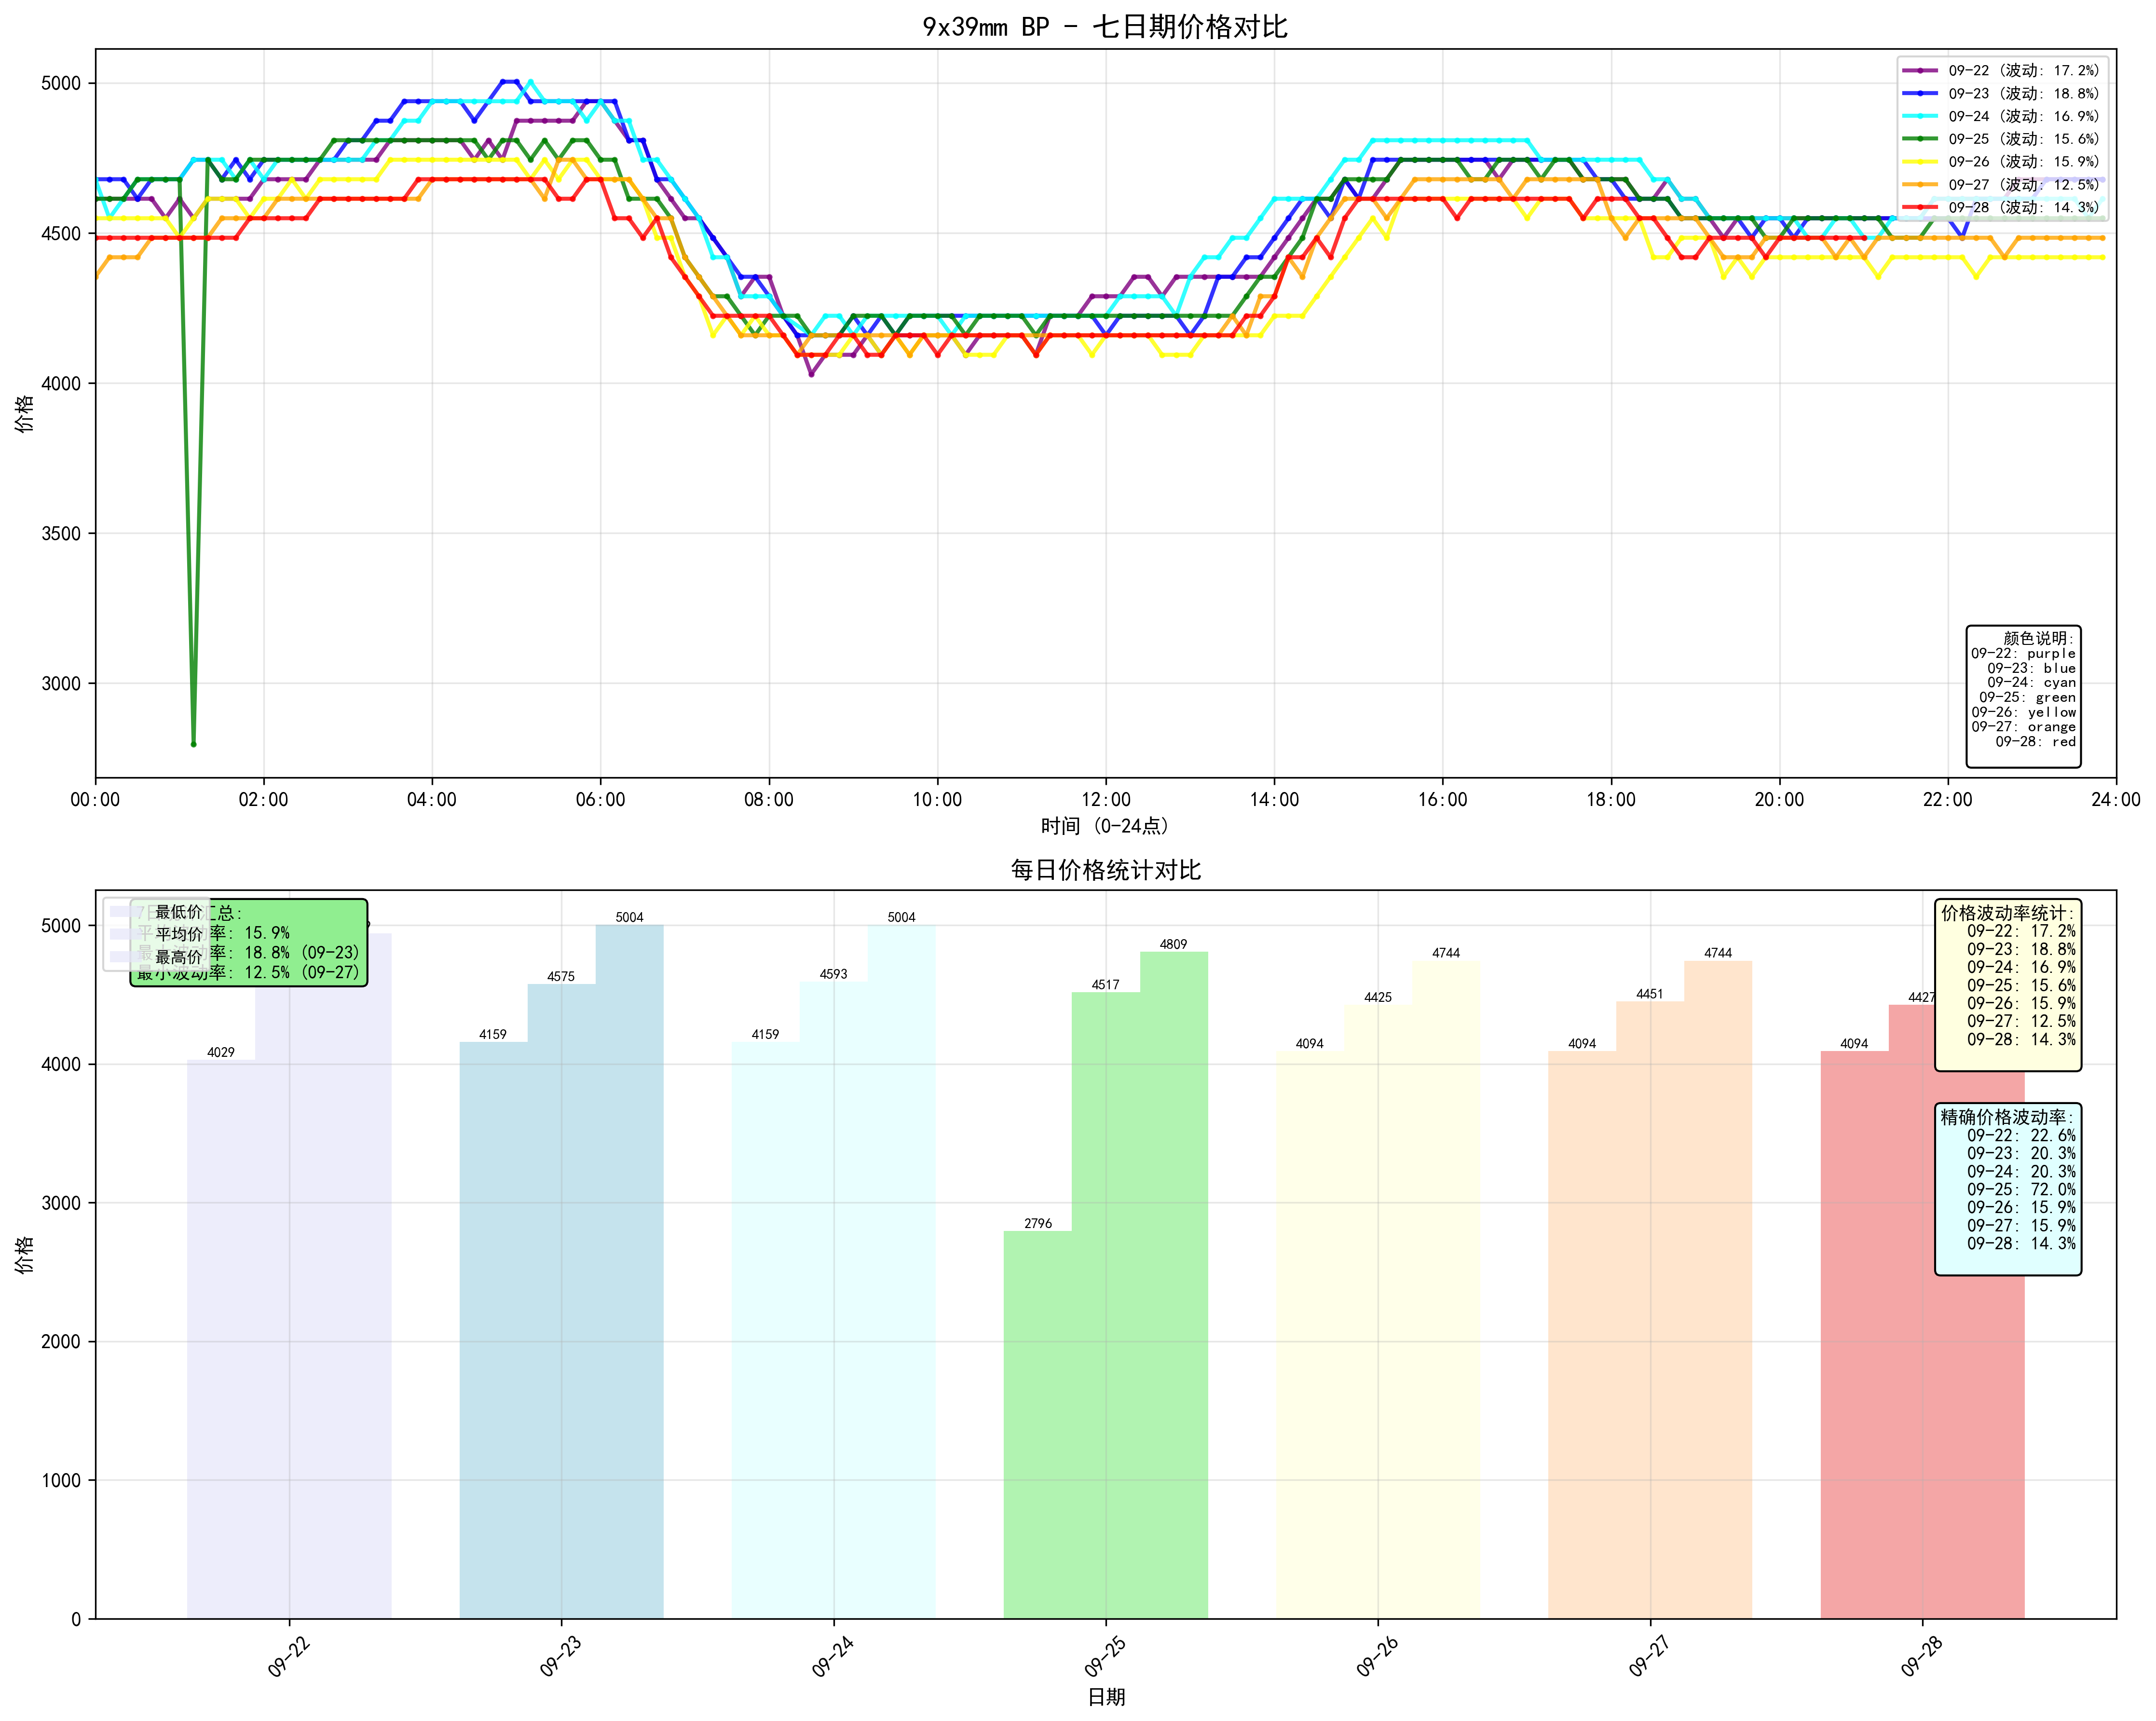 9x39mm BP - 七日期价格对比
5000
4500
4000
3500
3000
价格
09-22 (波动: 17.2%)
09-23 (波动: 18.8%)
09-24 (波动: 16.9%)
09-25 (波动: 15.6%)
09-26 (波动: 15.9%)
09-27 (波动: 12.5%)
09-28 (波动: 14.3%)
颜色说明:
09-22: purple
09-23: blue
09-24: cyan
09-25: green
09-26: yellow
09-27: orange
09-28: red
00:00 02:00 04:00 06:00 08:00 10:00 12:00 14:00 16:00 18:00 20:00 22:00 24:00
时间 (0-24点)
每日价格统计对比
5000
4000
3000
2000
1000
0
价格
最低价
平均价
最高价
汇总:
率: 15.9%
率: 18.8% (09-23)
最小波动率: 12.5% (09-27)
4029
4159
4575
5004
4159
4593
5004
2796
4517
4809
4094
4425
4744
4094
4451
4744
4094
4427
价格波动率统计:
09-22: 17.2%
09-23: 18.8%
09-24: 16.9%
09-25: 15.6%
09-26: 15.9%
09-27: 12.5%
09-28: 14.3%
精确价格波动率:
09-22: 22.6%
09-23: 20.3%
09-24: 20.3%
09-25: 72.0%
09-26: 15.9%
09-27: 15.9%
09-28: 14.3%
09-22 09-23 09-24 09-25 09-26 09-27 09-28
日期